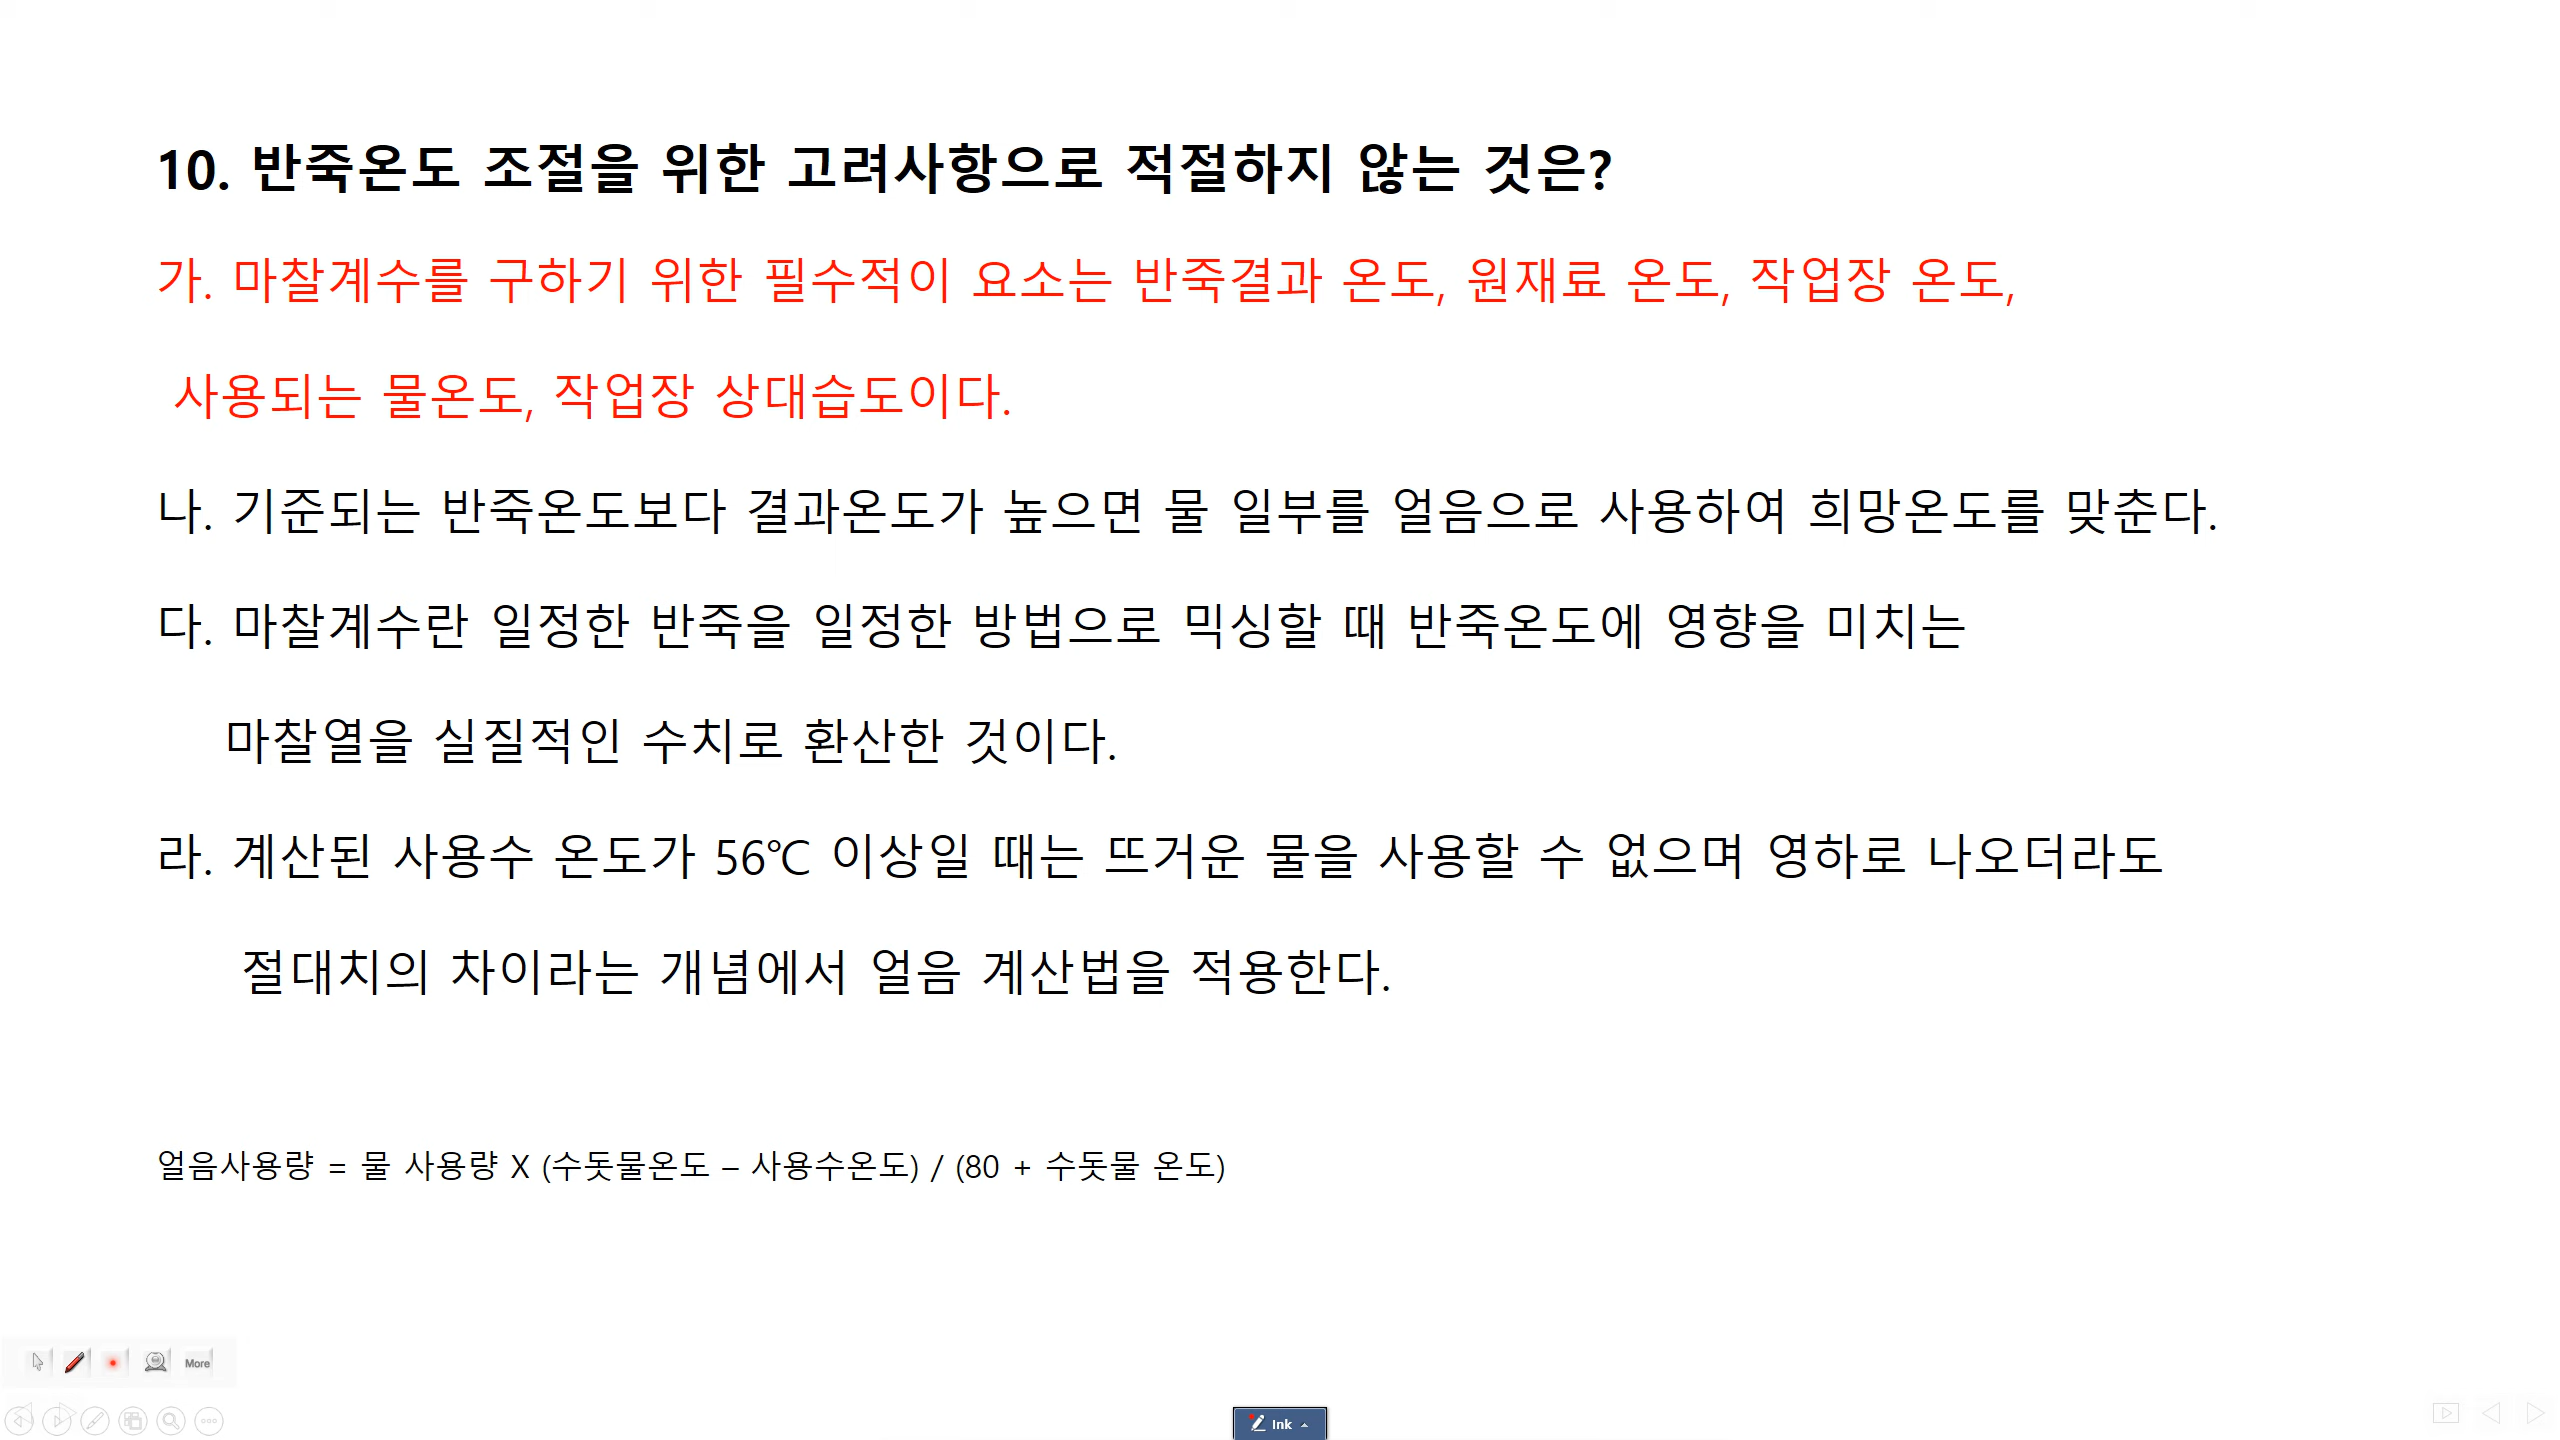 10. 반죽온도 조절을 위한 고려사항으로 적절하지 않는 것은?
가. 마찰계수를 구하기 위한 필수적이 요소는 반죽결과 온도, 원재료 온도, 작업장 온도,
사용되는 물온도, 작업장 상대습도이다.
나. 기준되는 반죽온도보다 결과온도가 높으면 물 일부를 얼음으로 사용하여 희망온도를 맞춘다.
다. 마찰계수란 일정한 반죽을 일정한 방법으로 믹싱할 때 반죽온도에 영향을 미치는
마찰열을 실질적인 수치로 환산한 것이다.
라. 계산된 사용수 온도가 56℃ 이상일 때는 뜨거운 물을 사용할 수 없으며 영하로 나오더라도
절대치의 차이라는 개념에서 얼음 계산법을 적용한다.
얼음사용량 = 물 사용량 X (수돗물온도 – 사용수온도) / (80 + 수돗물 온도)
More
Ink